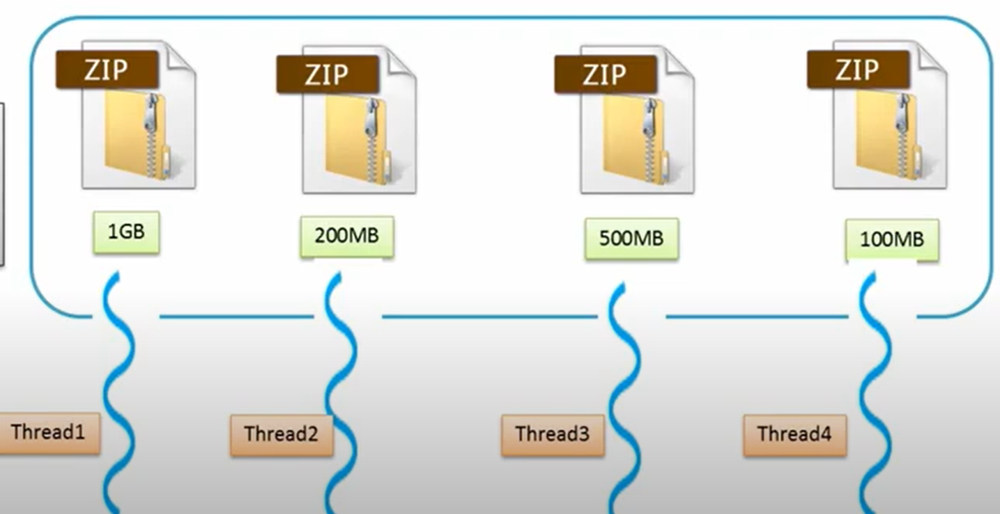 ZIP ZIP ZIP ZIP
1GB 200MB 500MB 100MB
Thread1 Thread2 Thread3 Thread4